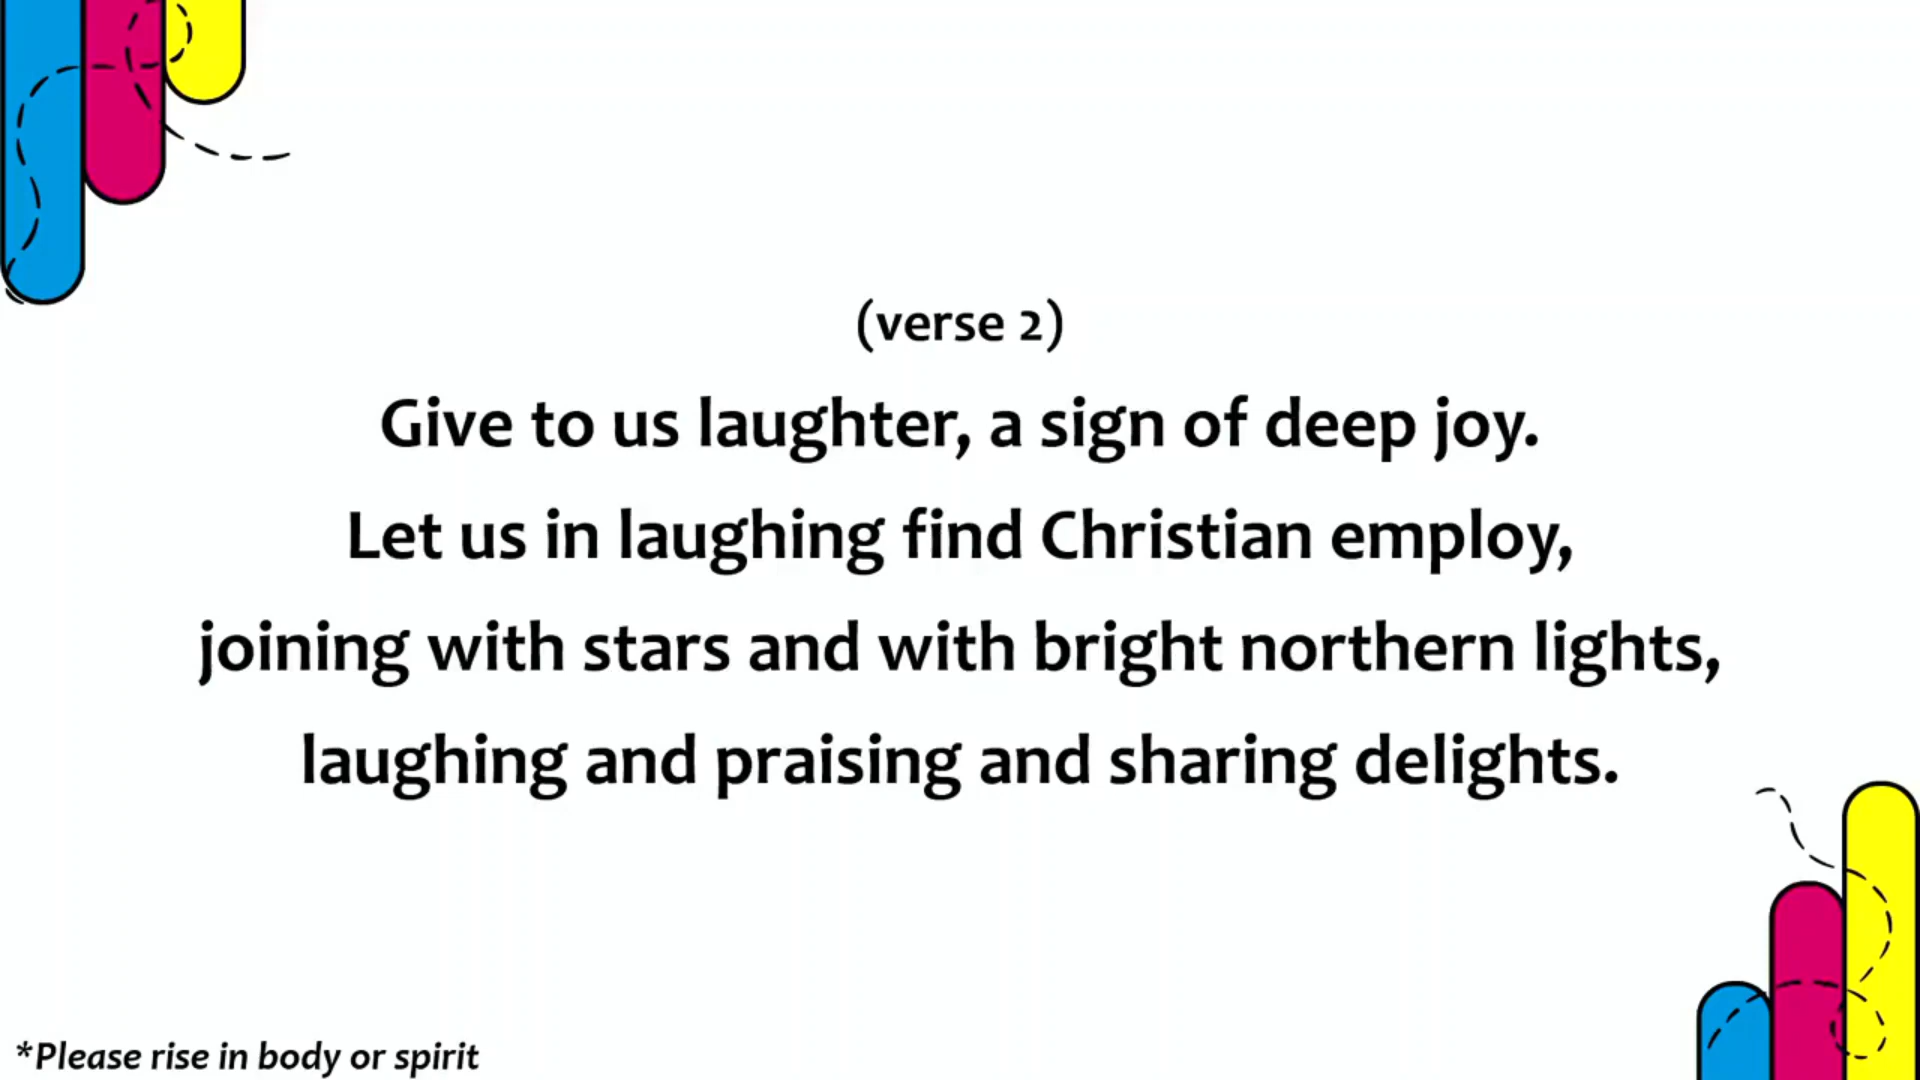 (verse 2)
Give to us laughter, a sign of deep joy.
Let us in laughing find Christian employ,
joining with stars and with bright northern lights,
laughing and praising and sharing delights.
*Please rise in body or spirit